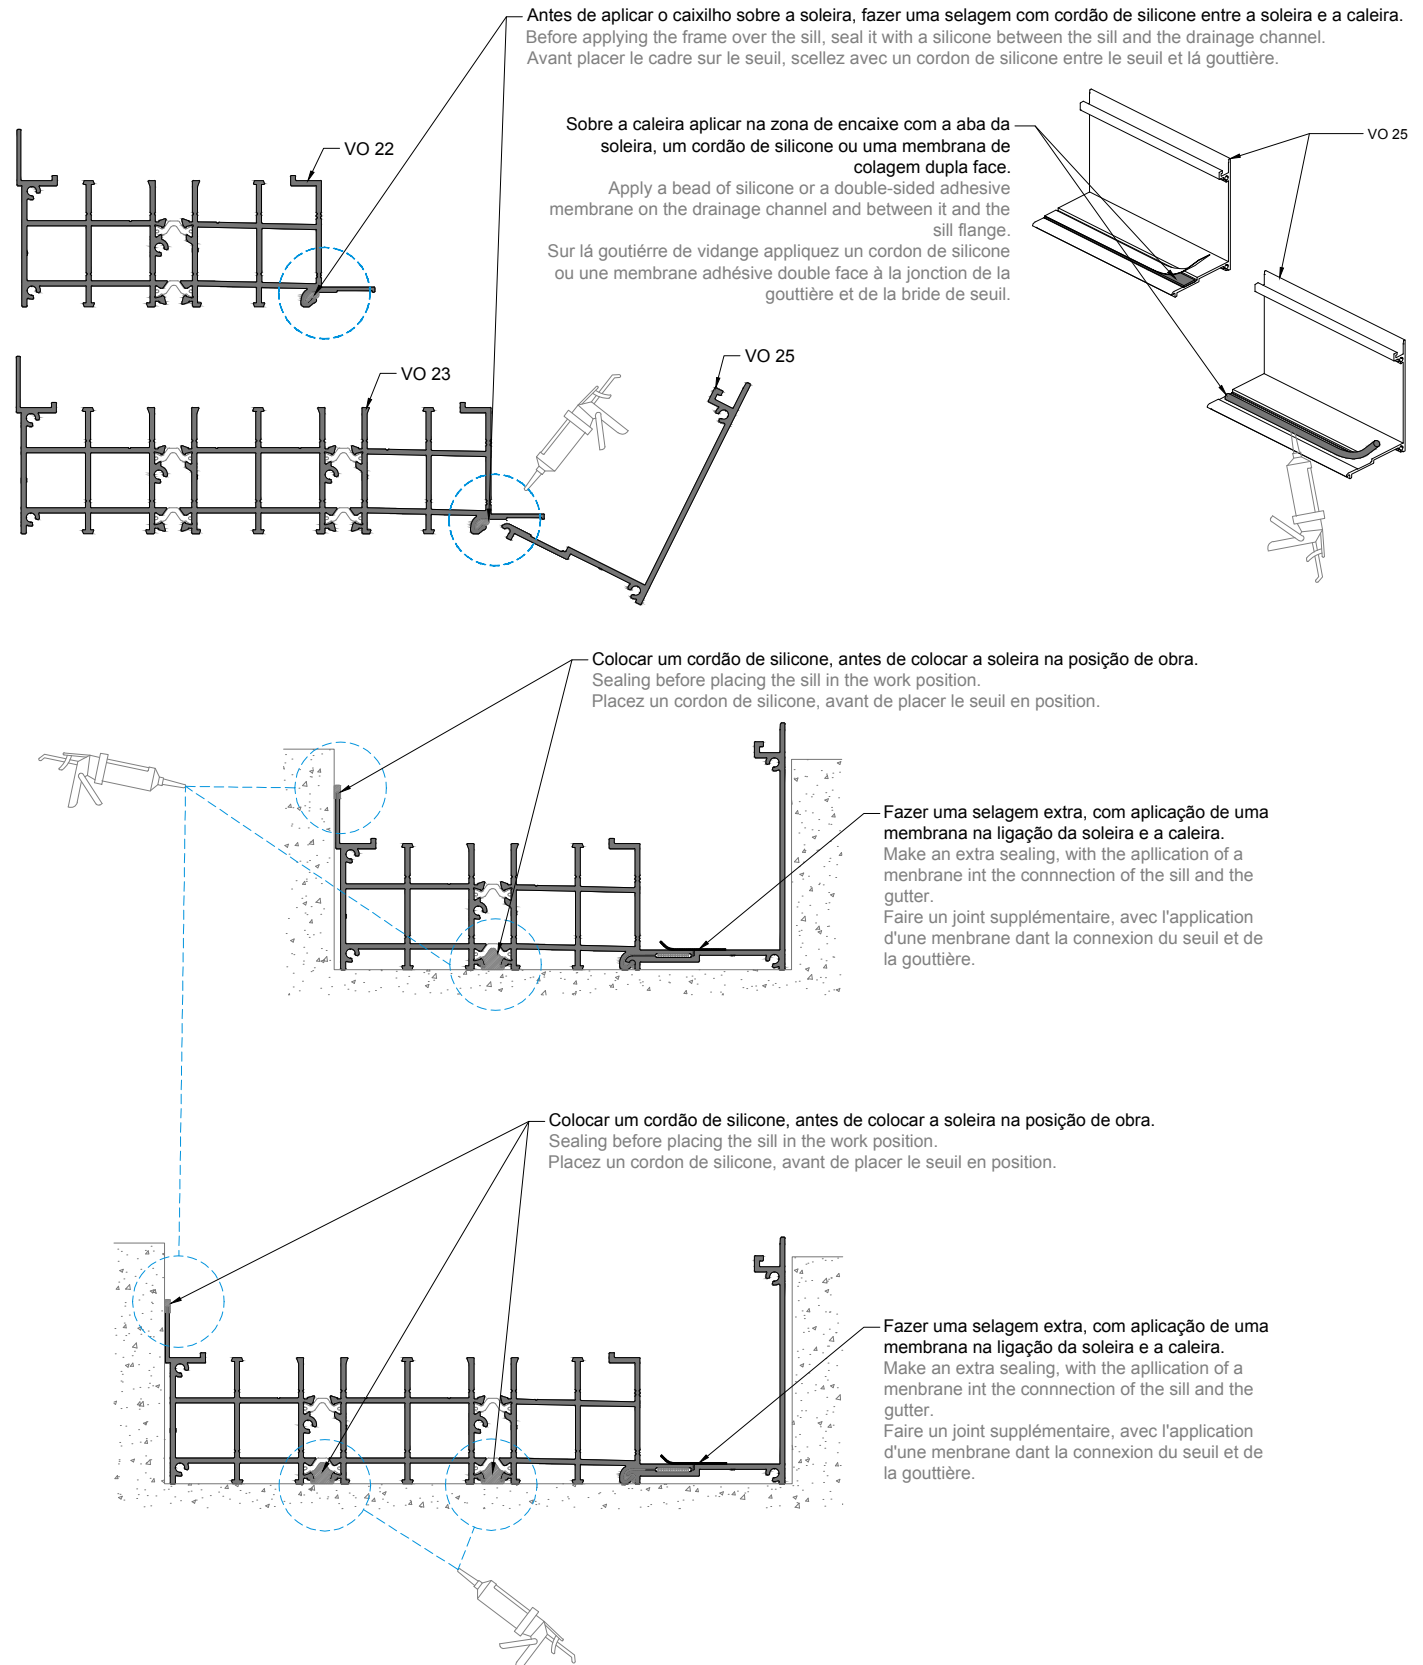 Antes de aplicar o caixilho sobre a soleira, fazer uma selagem com cordão de silicone entre a soleira e a caleira.
Before applying the frame over the sill, seal it with a silicone between the sill and the drainage channel.
Avant placer le cadre sur le seuil, scellez avec un cordon de silicone entre le seuil et lá gouttière.
Sobre a caleira aplicar na zona de encaixe com a aba da
soleira, um cordão de silicone ou uma membrana de
colagem dupla face.
Apply a bead of silicone or a double-sided adhesive
membrane on the drainage channel and between it and the
sill flange.
Sur lá goutiérre de vidange appliquez un cordon de silicone
ou une membrane adhésive double face à la jonction de la
gouttière et de la bride de seuil.
VO 25
VO 22
VO 23
VO 25
Colocar um cordão de silicone, antes de colocar a soleira na posição de obra.
Sealing before placing the sill in the work position.
Placez un cordon de silicone, avant de placer le seuil en position.
Fazer uma selagem extra, com aplicação de uma
membrana na ligação da soleira e a caleira.
Make an extra sealing, with the apllication of a
menbrane int the connnection of the sill and the
gutter.
Faire un joint supplémentaire, avec l'application
d'une menbrane dant la connexion du seuil et de
la gouttière.
Colocar um cordão de silicone, antes de colocar a soleira na posição de obra.
Sealing before placing the sill in the work position.
Placez un cordon de silicone, avant de placer le seuil en position.
Fazer uma selagem extra, com aplicação de uma
membrana na ligação da soleira e a caleira.
Make an extra sealing, with the apllication of a
menbrane int the connnection of the sill and the
gutter.
Faire un joint supplémentaire, avec l'application
d'une menbrane dant la connexion du seuil et de
la gouttière.